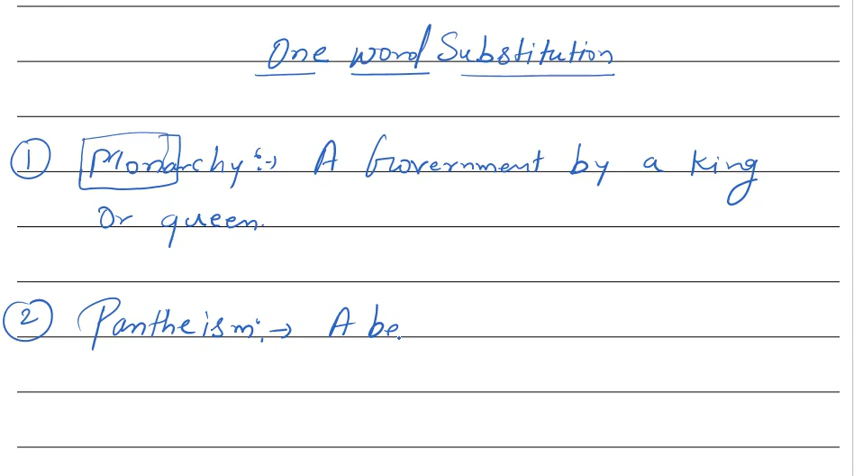 One word Substitution
① Monarchy :→ A Government by a king
Or queen.
② Pantheism :→ A be.